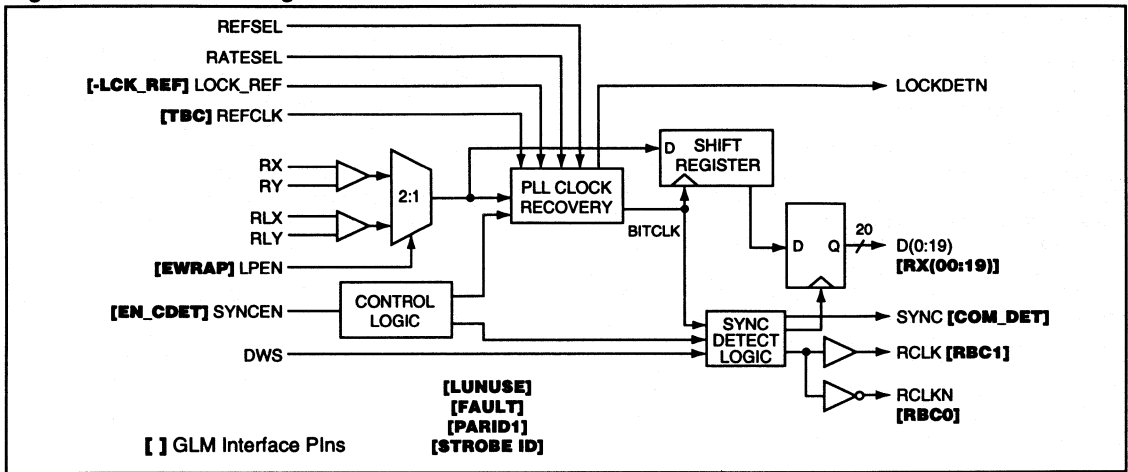 REFSEL
RATESEL
[-LCK_REF] LOCK_REF
LOCKDETN
[TBC] REFCLK
D SHIFT
REGISTER
RX
RY
2:1
PLL CLOCK
RECOVERY
RLX
RLY
BITCLK
D Q
20
D(0:19)
[RX(00:19)]
[EWRAP] LPEN
[EN_CDET] SYNCEN
CONTROL
LOGIC
SYNC
DETECT
LOGIC
SYNC [COM_DET]
DWS
RCLK [RBC1]
RCLKN
[RBC0]
[LUNUSE]
[FAULT]
[PARID1]
[STROBE ID]
[ ] GLM Interface PIns